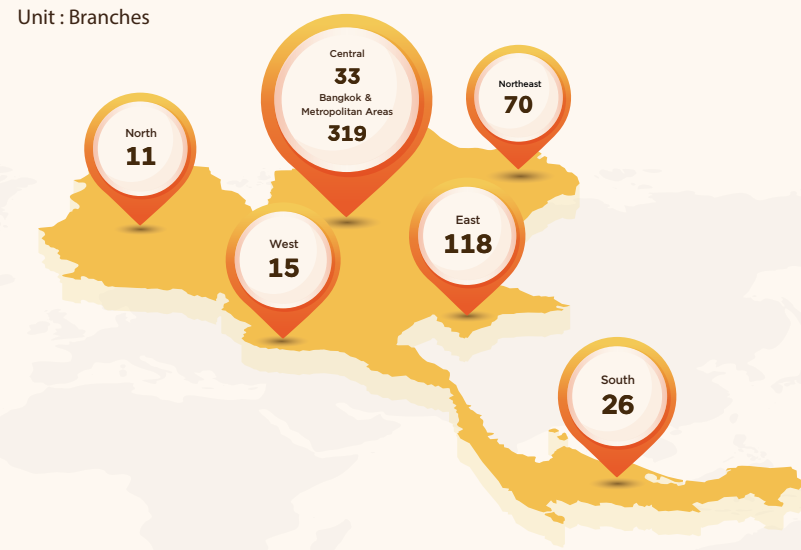 Unit : Branches
Central
33
Bangkok &
Metropolitan Areas
319
Northeast
70
North
11
East
118
West
15
South
26